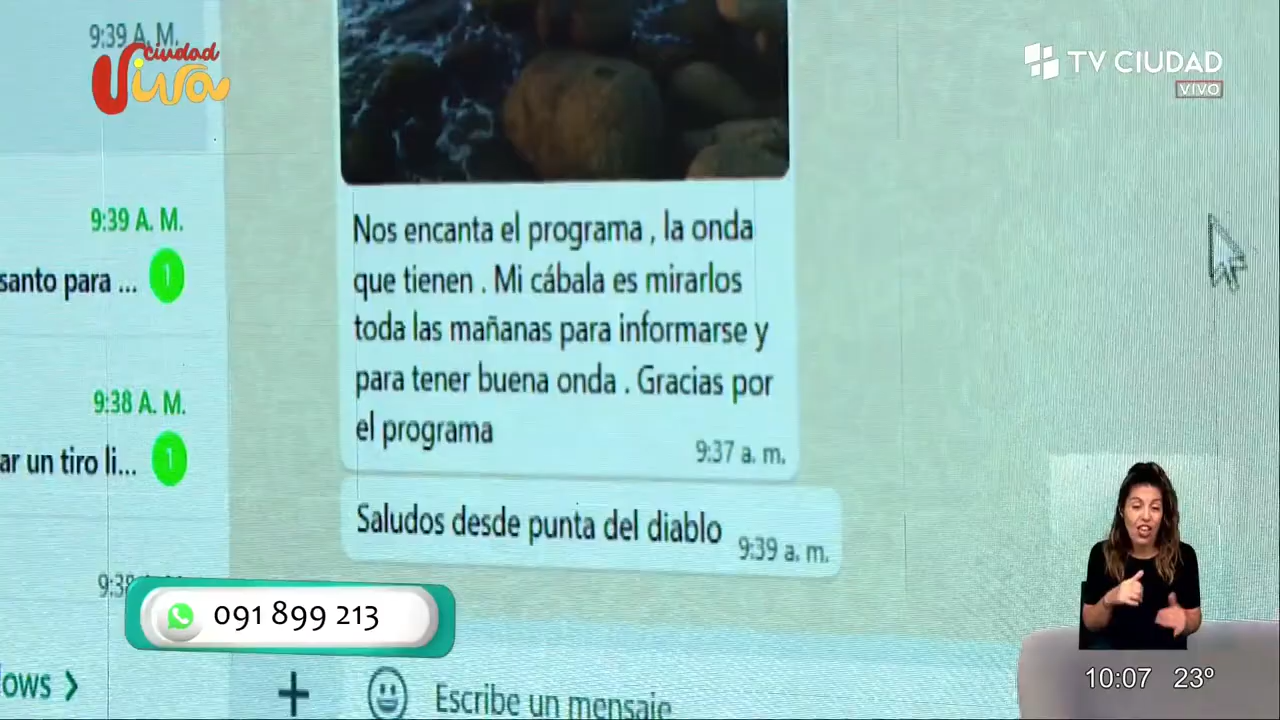 9:39 A. M.
ciudad
Viva
TV CIUDAD
VIVO
9:39 A. M.
santo para ...
1
9:38 A. M.
ar un tiro li...
1
Nos encanta el programa , la onda
que tienen . Mi cábala es mirarlos
toda las mañanas para informarse y
para tener buena onda . Gracias por
el programa
9:37 a. m.
Saludos desde punta del diablo
9:39 a. m.
091 899 213
Escribe un mensaje
10:07 23º